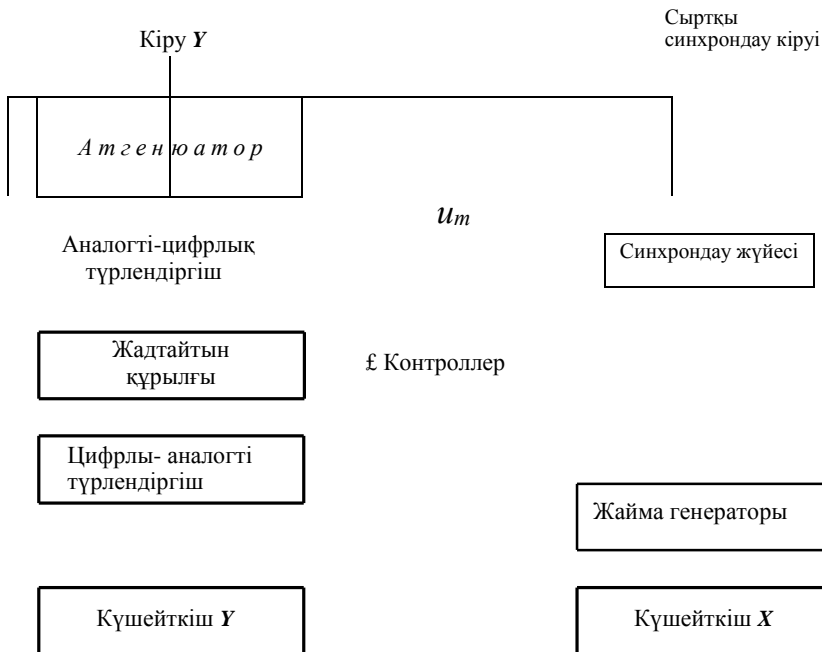 Кіру Y
Сыртқы
синхрондау кіруі
Атгенюатор
um
Аналогті-цифрлық
түрлендіргіш
Синхрондау жүйесі
Жадтайтын
құрылғы
£ Контроллер
Цифрлы- аналогті
түрлендіргіш
Жайма генераторы
Күшейткіш Y
Күшейткіш X